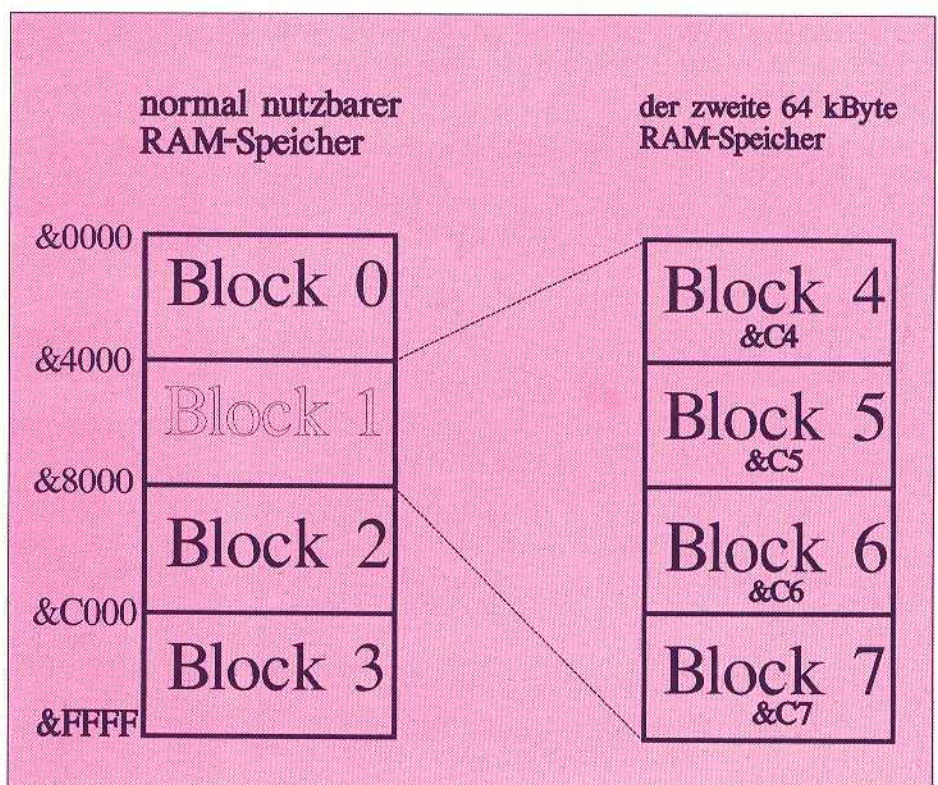 normal nutzbarer
RAM-Speicher
der zweite 64 kByte
RAM-Speicher
&0000
Block 0
&4000
Block 1
&8000
Block 2
&C000
Block 3
&FFFF
Block 4
&C4
Block 5
&C5
Block 6
&C6
Block 7
&C7